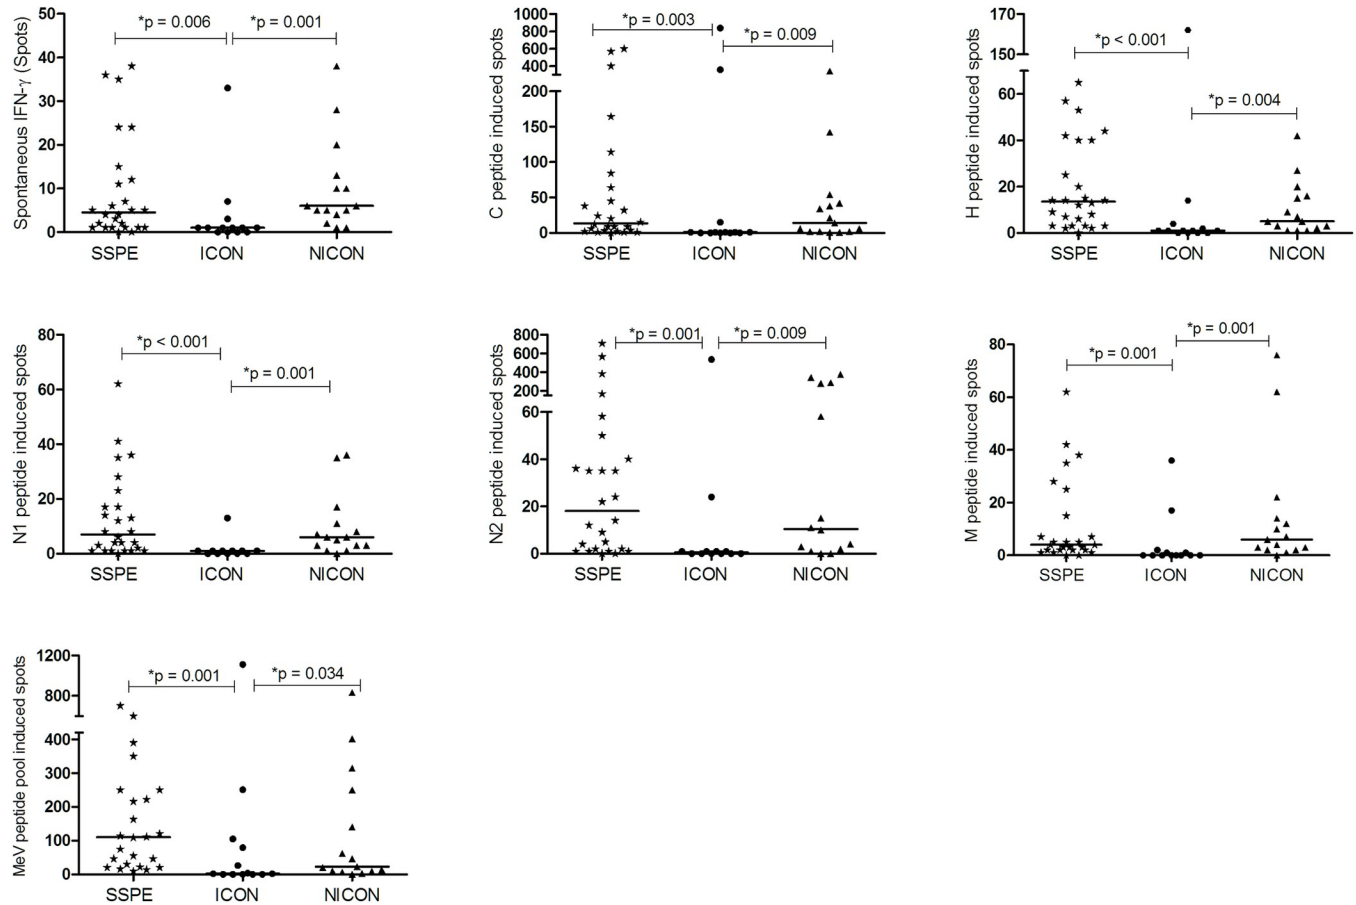 Spontaneous IFN-γ (Spots)
50
40
30
20
10
0
*p = 0.006
*p = 0.001
SSPE
ICON
NICON
C peptide induced spots
1000
800
600
400
200
150
100
50
0
*p = 0.003
*p = 0.009
SSPE
ICON
NICON
H peptide induced spots
170
150
60
40
20
0
*p < 0.001
*p = 0.004
SSPE
ICON
NICON
N1 peptide induced spots
80
60
40
20
0
*p < 0.001
*p = 0.001
SSPE
ICON
NICON
N2 peptide induced spots
800
600
400
200
60
40
20
0
*p = 0.001
*p = 0.009
SSPE
ICON
NICON
M peptide induced spots
80
60
40
20
0
*p = 0.001
*p = 0.001
SSPE
ICON
NICON
MeV peptide pool induced spots
1200
800
400
300
200
100
0
*p = 0.001
*p = 0.034
SSPE
ICON
NICON